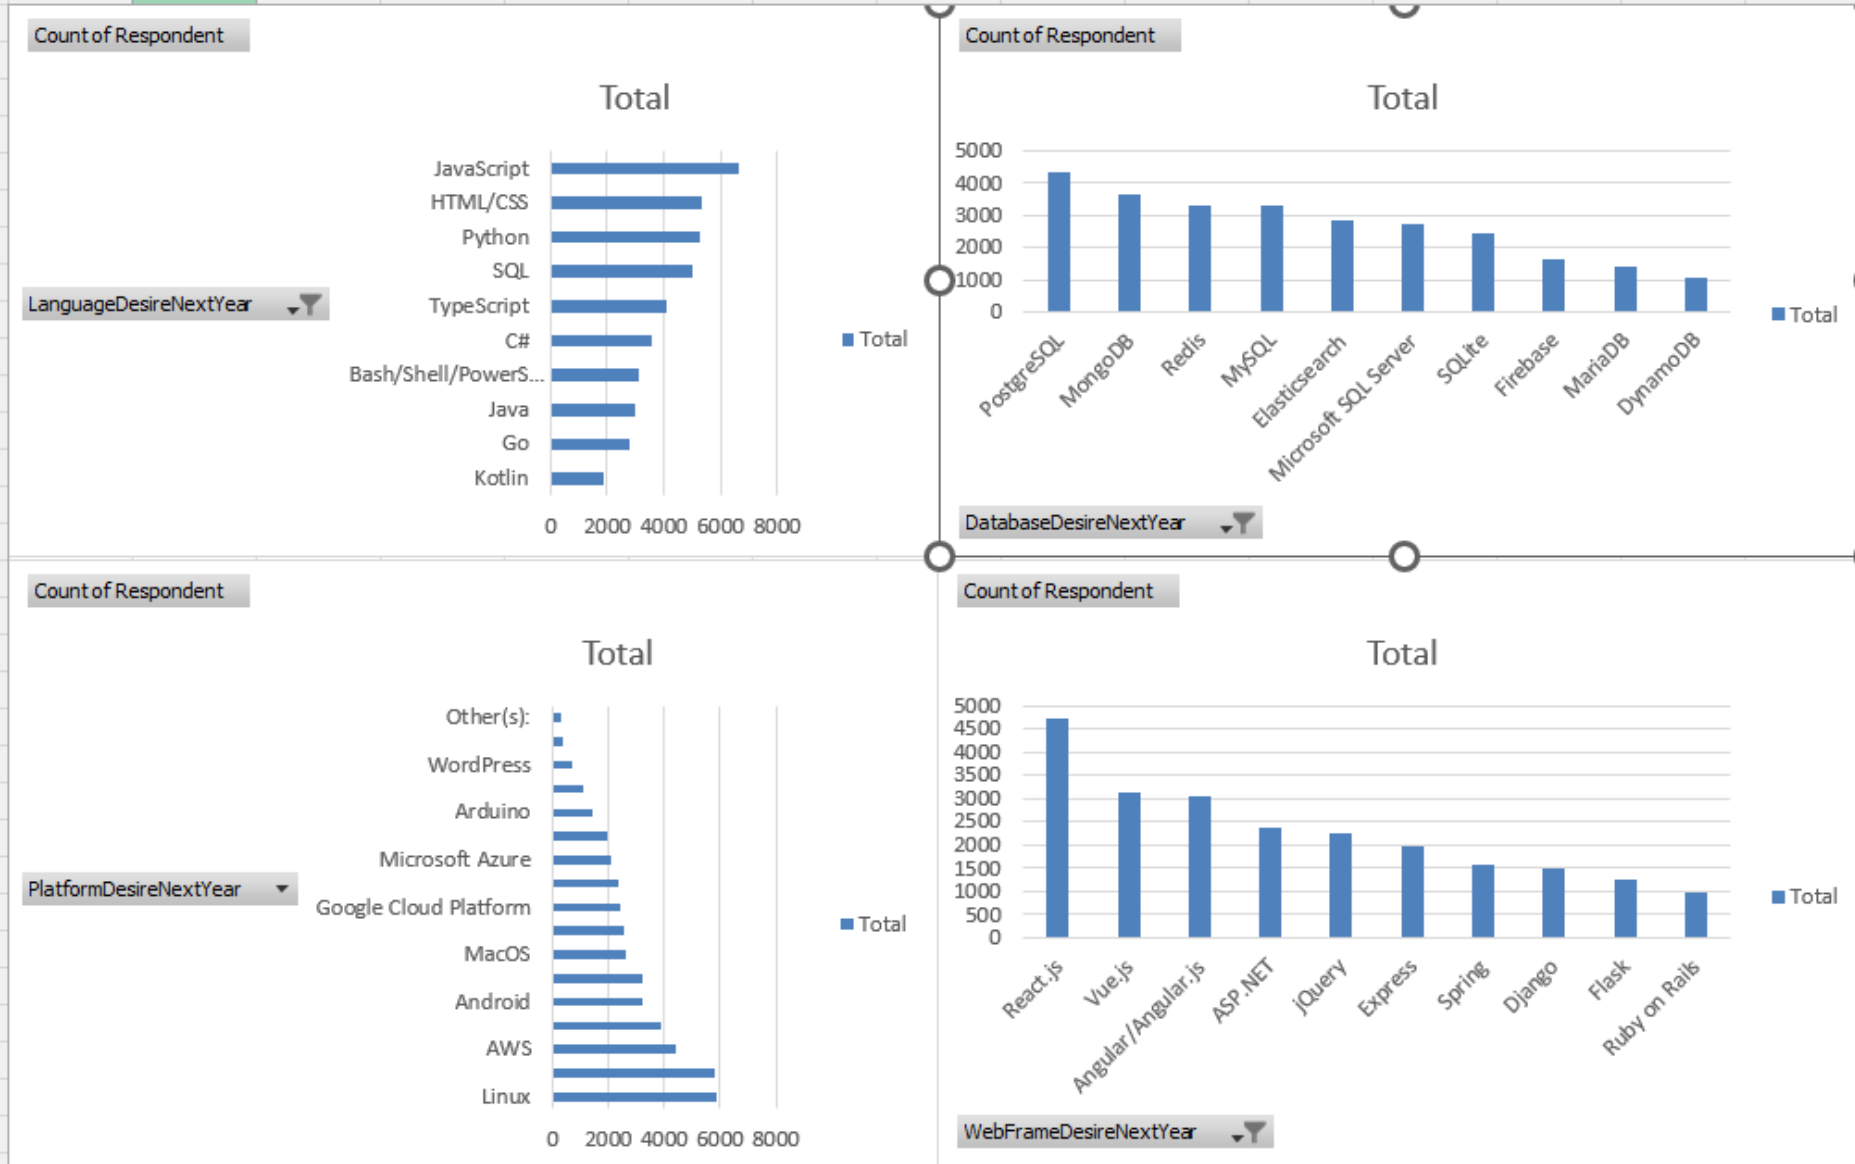 Count of Respondent
Total
JavaScript
HTML/CSS
Python
SQL
TypeScript
C#
Bash/Shell/PowerS...
Java
Go
Kotlin
0 2000 4000 6000 8000
LanguageDesireNextYear
Total
Count of Respondent
Total
5000
4000
3000
2000
1000
0
PostgreSQL
MongoDB
Redis
MySQL
Elasticsearch
Microsoft SQL Server
SQLite
Firebase
MariaDB
DynamoDB
Total
DatabaseDesireNextYear
Count of Respondent
Total
Other(s):
WordPress
Arduino
Microsoft Azure
Google Cloud Platform
MacOS
Android
AWS
Linux
0 2000 4000 6000 8000
PlatformDesireNextYear
Total
Count of Respondent
Total
5000
4500
4000
3500
3000
2500
2000
1500
1000
500
0
React.js
Vue.js
Angular/Angular.js
ASP.NET
jQuery
Express
Spring
Django
Flask
Ruby on Rails
Total
WebFrameDesireNextYear